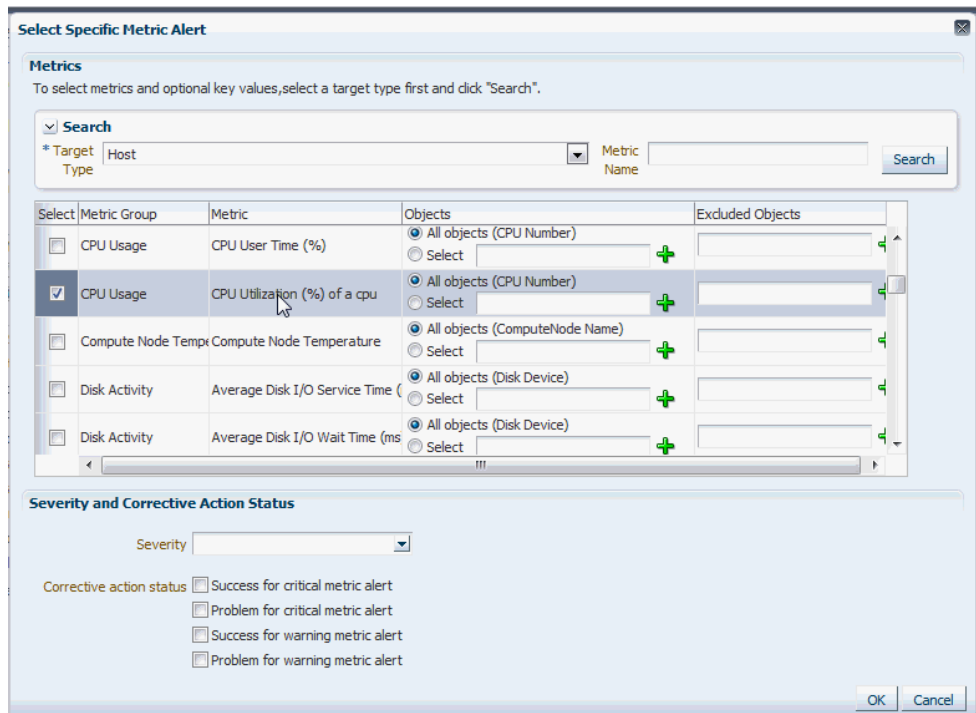 Select Specific Metric Alert
Metrics
To select metrics and optional key values,select a target type first and click "Search".
Search
* Target Type Host Metric Name Search
Select Metric Group Metric Objects Excluded Objects
CPU Usage CPU User Time (%) All objects (CPU Number)
Select
CPU Usage CPU Utilization (%) of a cpu All objects (CPU Number)
Select
Compute Node Tempe Compute Node Temperature All objects (ComputeNode Name)
Select
Disk Activity Average Disk I/O Service Time ( All objects (Disk Device)
Select
Disk Activity Average Disk I/O Wait Time (ms All objects (Disk Device)
Select
Severity and Corrective Action Status
Severity
Corrective action status Success for critical metric alert
Problem for critical metric alert
Success for warning metric alert
Problem for warning metric alert
OK Cancel